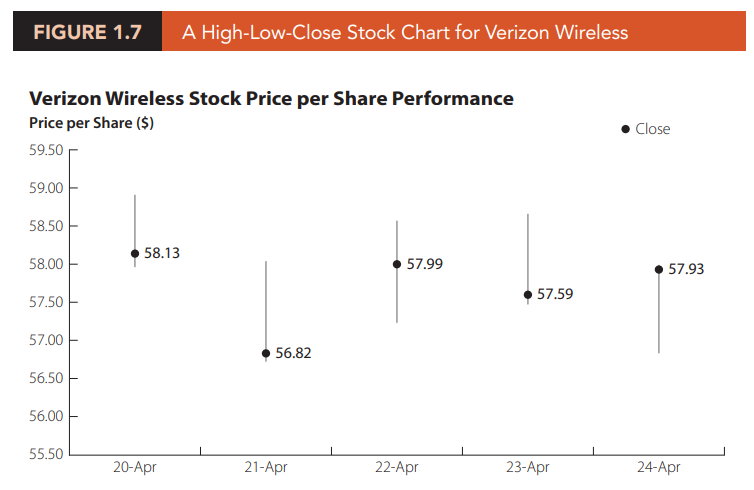 FIGURE 1.7 A High-Low-Close Stock Chart for Verizon Wireless
Verizon Wireless Stock Price per Share Performance
Price per Share ($)
Close
59.50
59.00
58.50
58.00
57.50
57.00
56.50
56.00
55.50
58.13
56.82
57.99
57.59
57.93
20-Apr 21-Apr 22-Apr 23-Apr 24-Apr